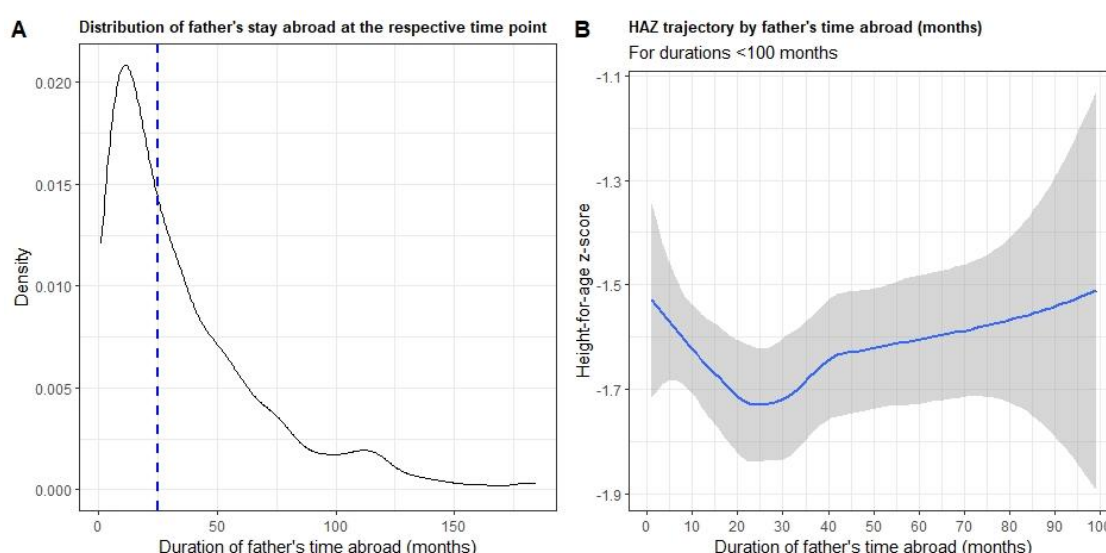 A Distribution of father's stay abroad at the respective time point
0.020
0.015
0.010
0.005
0.000
Density
0 50 100 150
Duration of father's time abroad (months)
B HAZ trajectory by father's time abroad (months)
For durations <100 months
-1.1
-1.3
-1.5
-1.7
-1.9
Height-for-age z-score
0 10 20 30 40 50 60 70 80 90 100
Duration of father's time abroad (months)